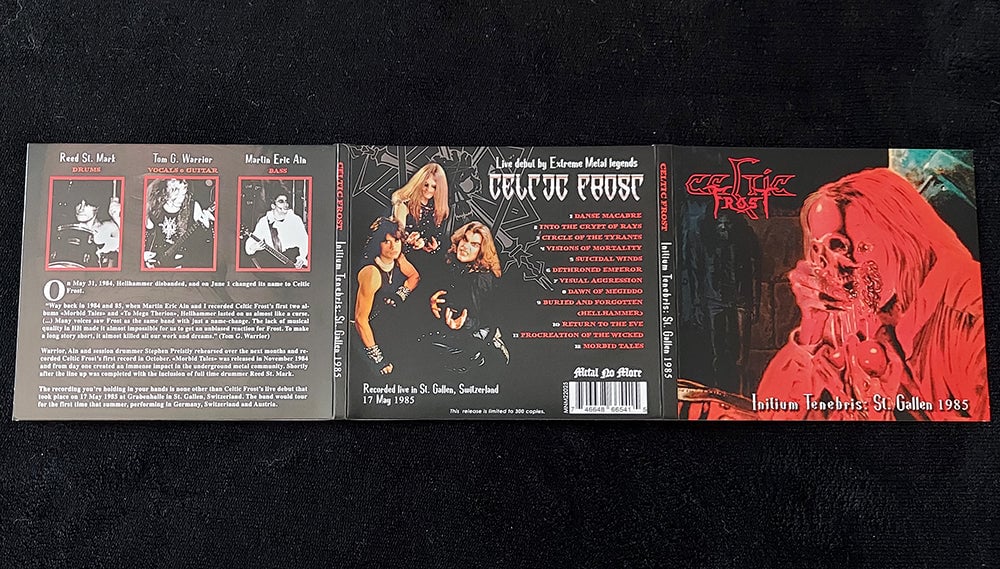 Reed St. Mark
DRUMS
Tom G. Warrior
VOCALS & GUITAR
Martin Eric Ain
BASS
On May 31, 1984, Hellhammer disbanded, and on June 1 changed its name to Celtic
Frost.
"Way back in 1984 and 85, when Martin Eric Ain and I recorded Celtic Frost's first two al-
bums «Morbid Tales» and «To Mega Therion», Hellhammer lasted on us almost like a curse.
(...) Many voices saw Frost as the same band with just a name-change. The lack of musical
quality in HH made it almost impossible for us to get an unbiased reaction for Frost. To make
a long story short, it almost killed all our work and dreams." (Tom G. Warrior)
Warrior, Ain and session drummer Stephen Priestly rehearsed over the next months and re-
corded Celtic Frost's first record in October. «Morbid Tales» was released in November 1984
and from day one created an immense impact in the underground metal community. Shortly
after the line up was completed with the inclusion of full time drummer Reed St. Mark.
The recording you're holding in your hands is none other than Celtic Frost's live debut that
took place on 17 May 1985 at Grabenhalle in St. Gallen, Switzerland. The band would tour
for the first time that summer, performing in Germany, Switzerland and Austria.
CELTIC FROST
Initium Tenebris: St. Gallen 1985
Live debut by Extreme Metal legends
CELTIC FROST
1 DANSE MACABRE
2 INTO THE CRYPT OF RAYS
3 CIRCLE OF THE TYRANTS
4 VISIONS OF MORTALITY
5 SUICIDAL WINDS
6 DETHRONED EMPEROR
7 VISUAL AGGRESSION
8 DAWN OF MEGIDDO
9 BURIED AND FORGOTTEN
(HELLHAMMER)
10 RETURN TO THE EVE
11 PROCREATION OF THE WICKED
12 MORBID TALES
Recorded live in St. Gallen, Switzerland
17 May 1985
This release is limited to 300 copies.
Metal No More
MNM22025
7 46648 66541 5
CELTIC FROST
Initium Tenebris: St. Gallen 1985
CELTIC
FROST
Initium Tenebris: St. Gallen 1985